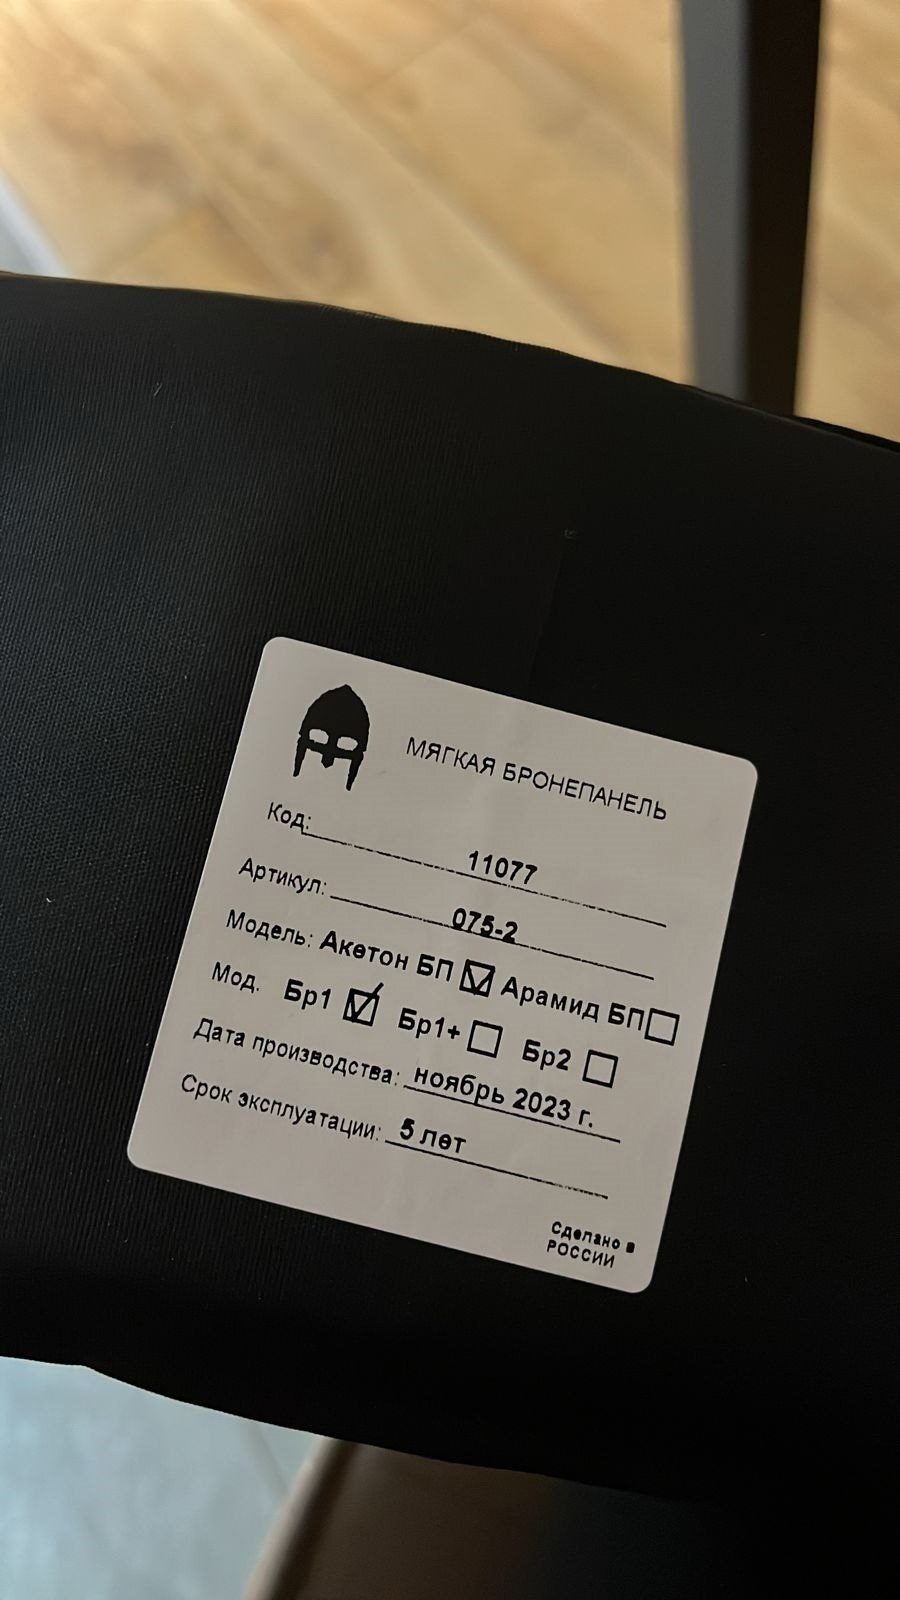 МЯГКАЯ БРОНЕПАНЕЛЬ
Код: 11077
Артикул: 075-2
Модель: Акетон БП ☑ Арамид БП ☐
Мод. Бр1 ☑ Бр1+ ☐ Бр2 ☐
Дата производства: ноябрь 2023 г.
Срок эксплуатации: 5 лет
Сделано в
РОССИИ